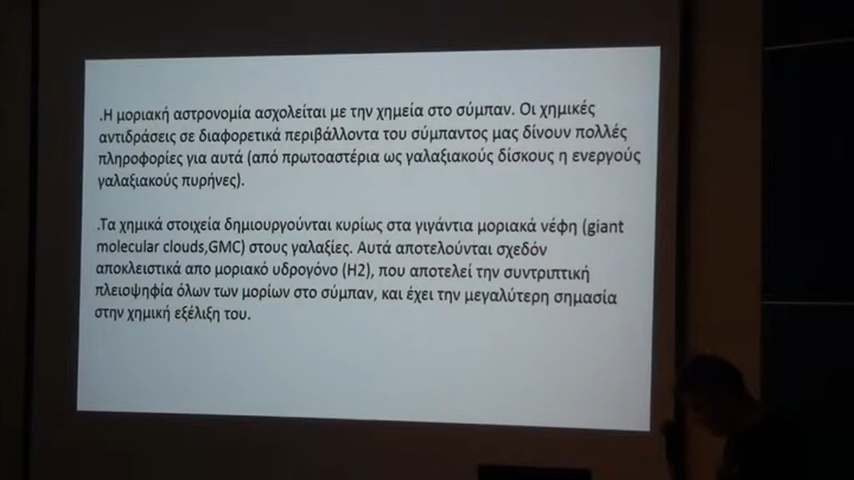 .Η μοριακή αστρονομία ασχολείται με την χημεία στο σύμπαν. Οι χημικές
αντιδράσεις σε διαφορετικά περιβάλλοντα του σύμπαντος μας δίνουν πολλές
πληροφορίες για αυτά (από πρωτοαστέρια ως γαλαξιακούς δίσκους η ενεργούς
γαλαξιακούς πυρήνες).
.Τα χημικά στοιχεία δημιουργούνται κυρίως στα γιγάντια μοριακά νέφη (giant
molecular clouds,GMC) στους γαλαξίες. Αυτά αποτελούνται σχεδόν
αποκλειστικά απο μοριακό υδρογόνο (H2), που αποτελεί την συντριπτική
πλειοψηφία όλων των μορίων στο σύμπαν, και έχει την μεγαλύτερη σημασία
στην χημική εξέλιξη του.